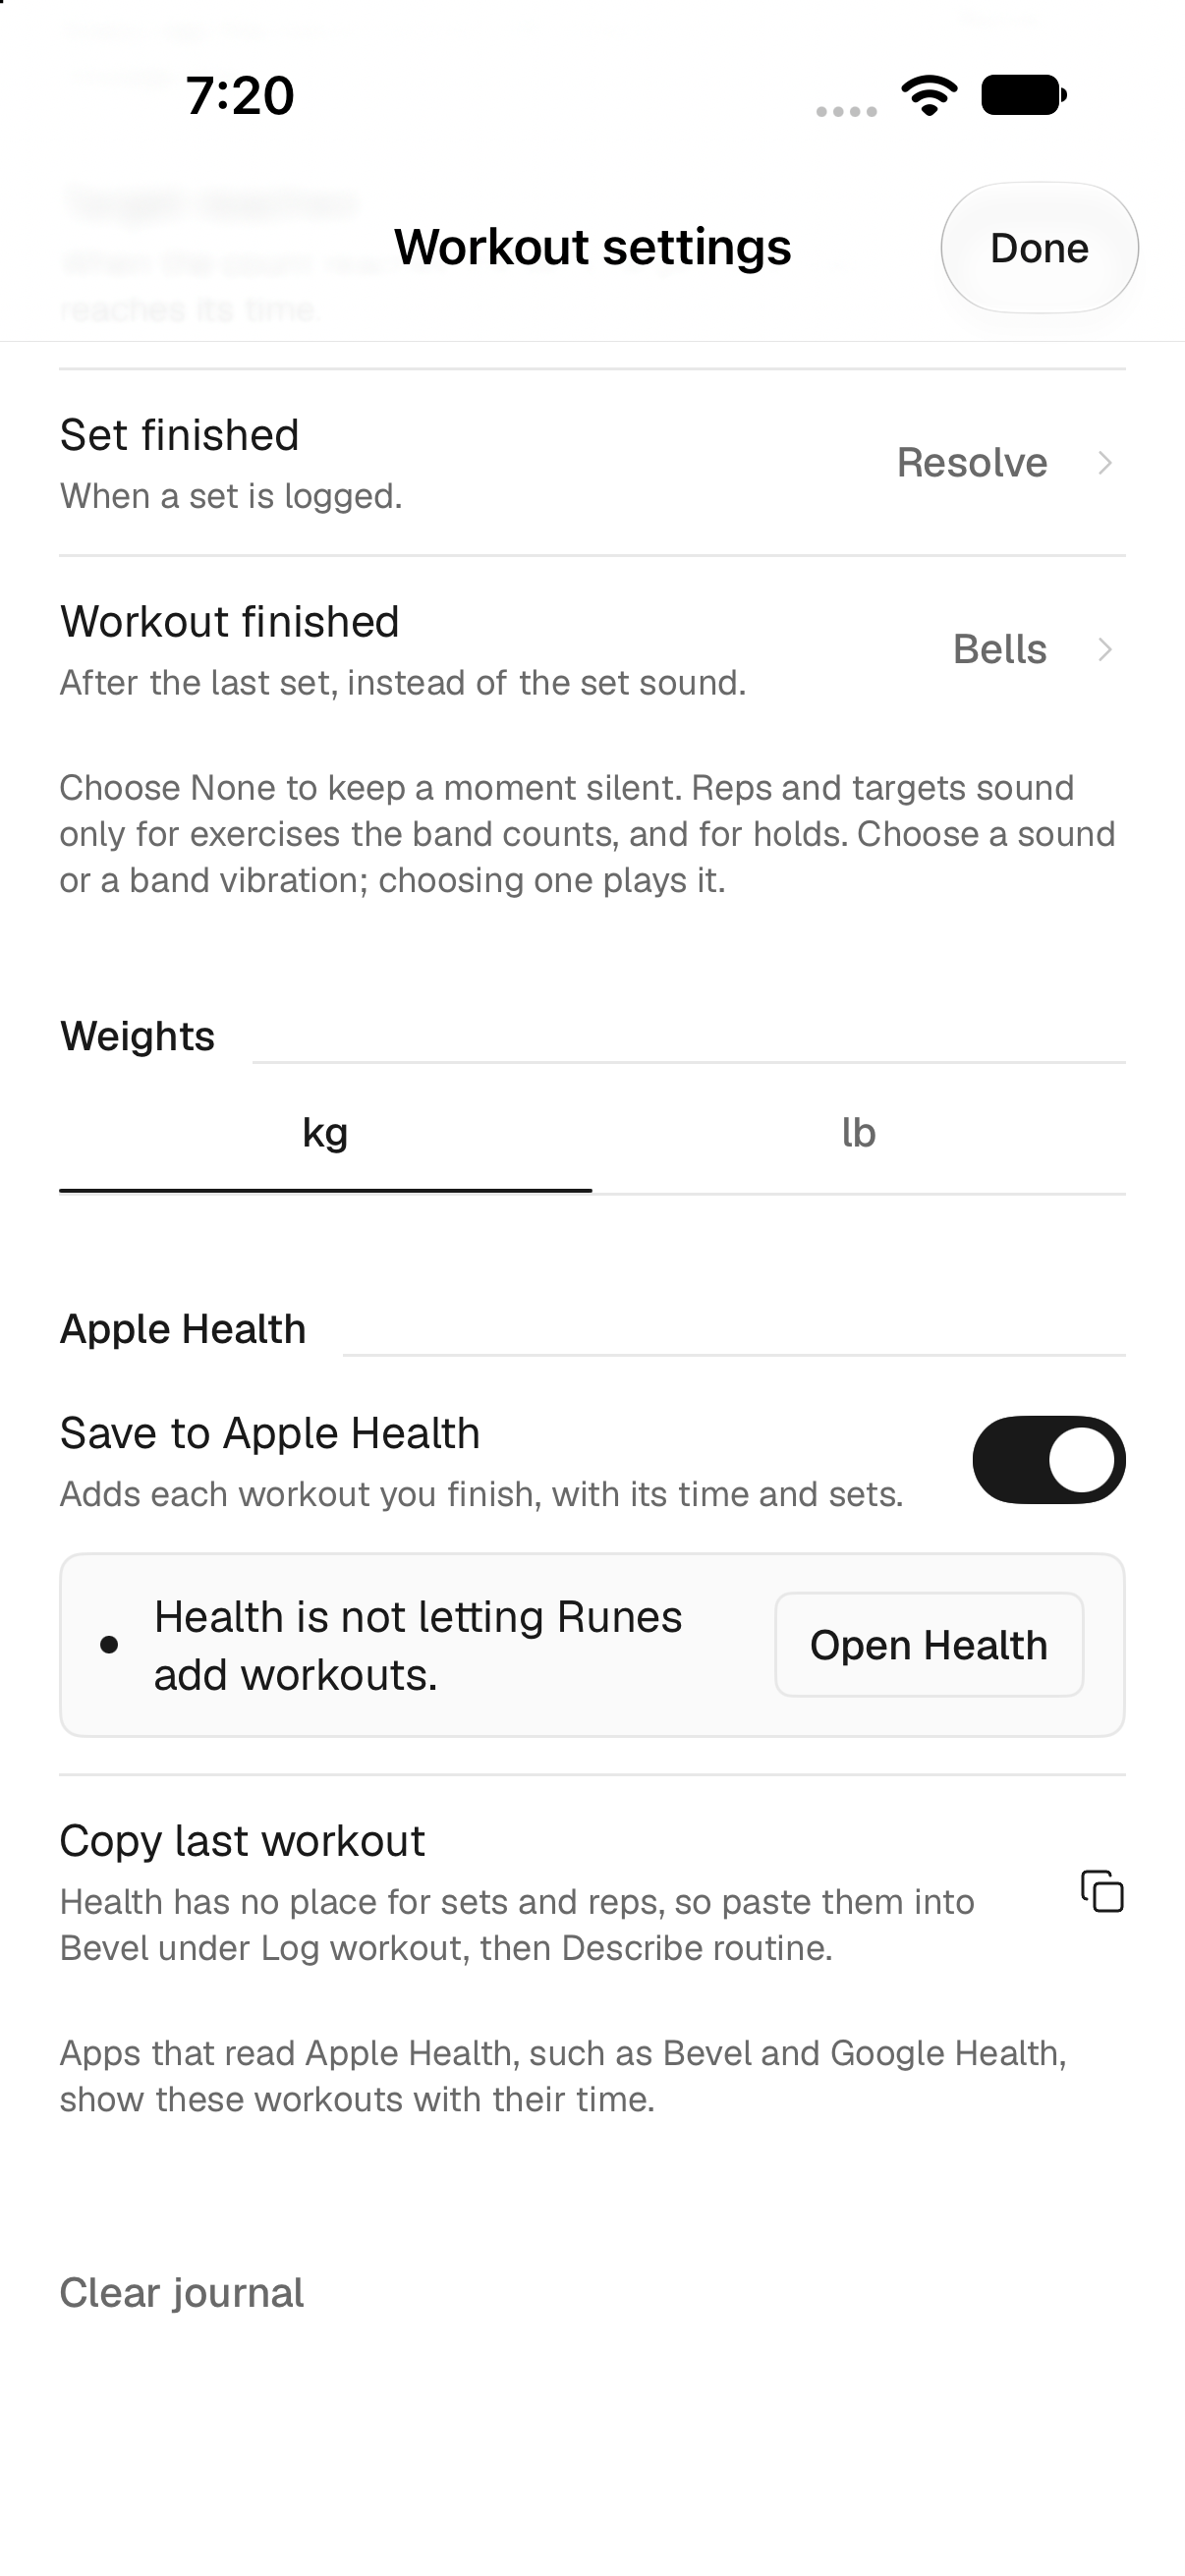 7:20
Workout settings
Done
reaches its time.
Set finished
When a set is logged.
Resolve
Workout finished
After the last set, instead of the set sound.
Bells
Choose None to keep a moment silent. Reps and targets sound
only for exercises the band counts, and for holds. Choose a sound
or a band vibration; choosing one plays it.
Weights
kg
lb
Apple Health
Save to Apple Health
Adds each workout you finish, with its time and sets.
Health is not letting Runes
add workouts.
Open Health
Copy last workout
Health has no place for sets and reps, so paste them into
Bevel under Log workout, then Describe routine.
Apps that read Apple Health, such as Bevel and Google Health,
show these workouts with their time.
Clear journal